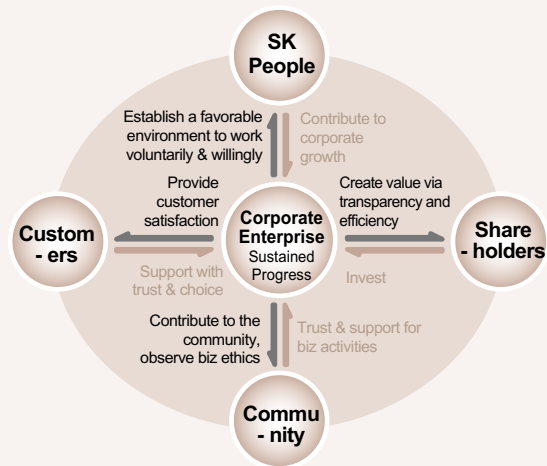 SK
People
Establish a favorable
environment to work
voluntarily & willingly
Contribute to
corporate
growth
Provide
customer
satisfaction
Create value via
transparency and
efficiency
Custom
- ers
Corporate
Enterprise
Sustained
Progress
Share
- holders
Support with
trust & choice
Invest
Contribute to the
community,
observe biz ethics
Trust & support for
biz activities
Commu
- nity